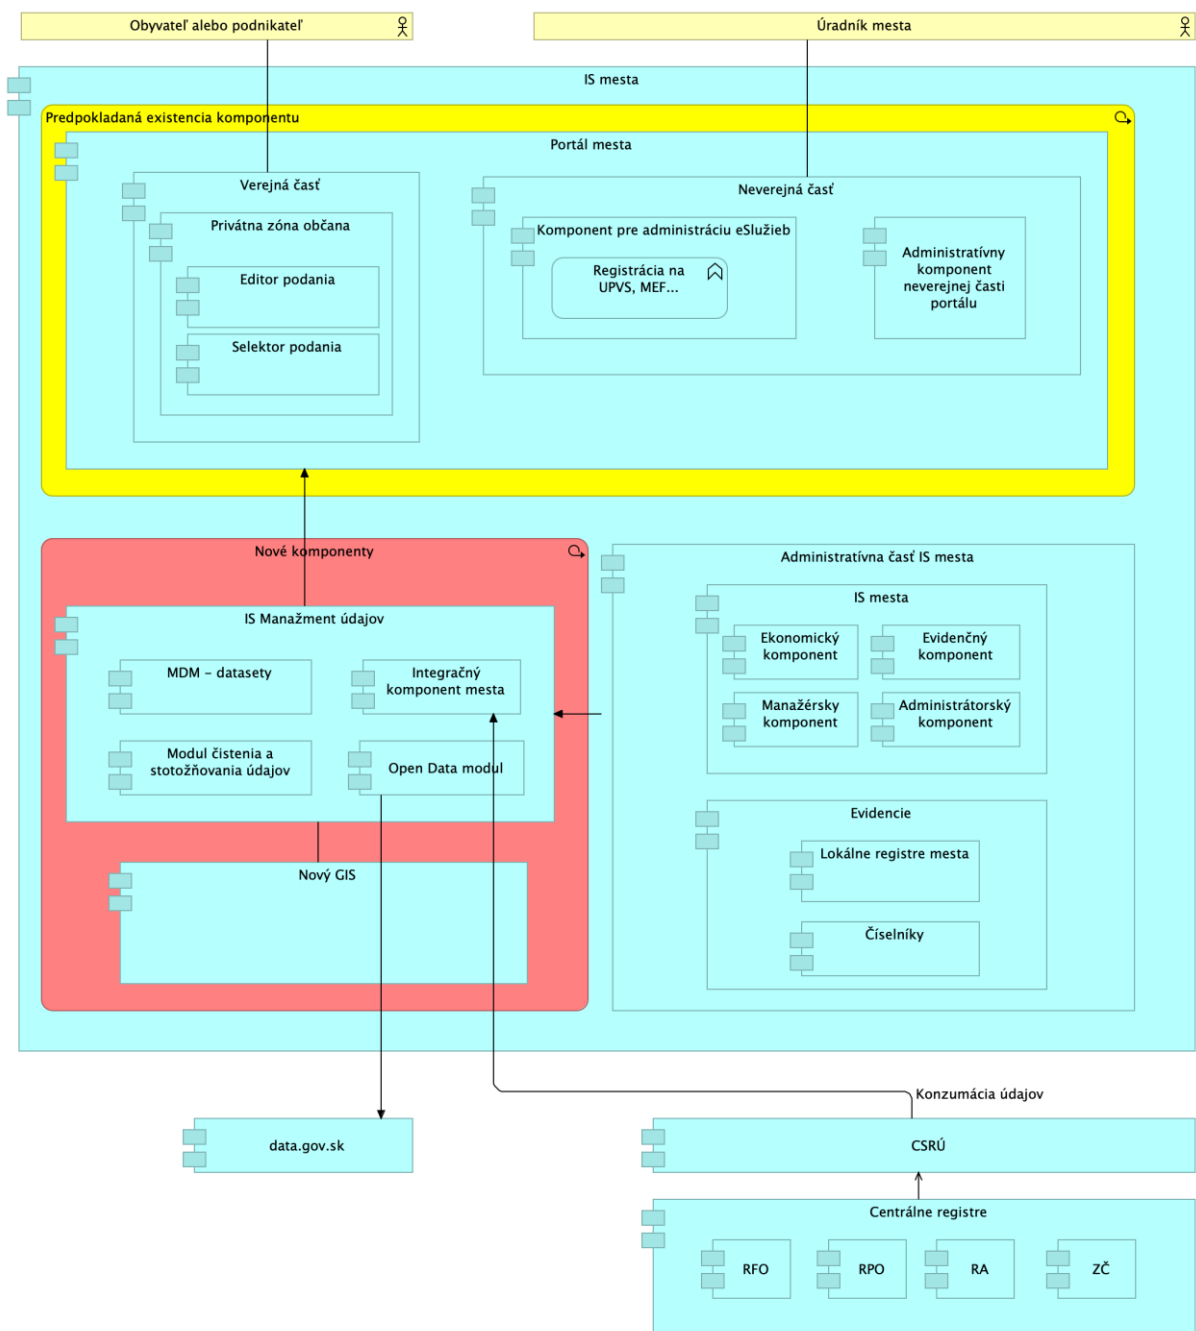 Obyvateľ alebo podnikateľ
Úradník mesta
IS mesta
Predpokladaná existencia komponentu
Portál mesta
Verejná časť
Privátna zóna občana
Editor podania
Selektor podania
Neverejná časť
Komponent pre administráciu eSlužieb
Registrácia na
UPVS, MEF...
Administratívny
komponent
neverejnej časti
portálu
Nové komponenty
IS Manažment údajov
MDM – datasety
Integračný
komponent mesta
Modul čistenia a
stotožňovania údajov
Open Data modul
Nový GIS
Administratívna časť IS mesta
IS mesta
Ekonomický
komponent
Evidenčný
komponent
Manažérsky
komponent
Administrátorský
komponent
Evidencie
Lokálne registre mesta
Číselníky
Konzumácia údajov
data.gov.sk
CSRÚ
Centrálne registre
RFO
RPO
RA
ZČ